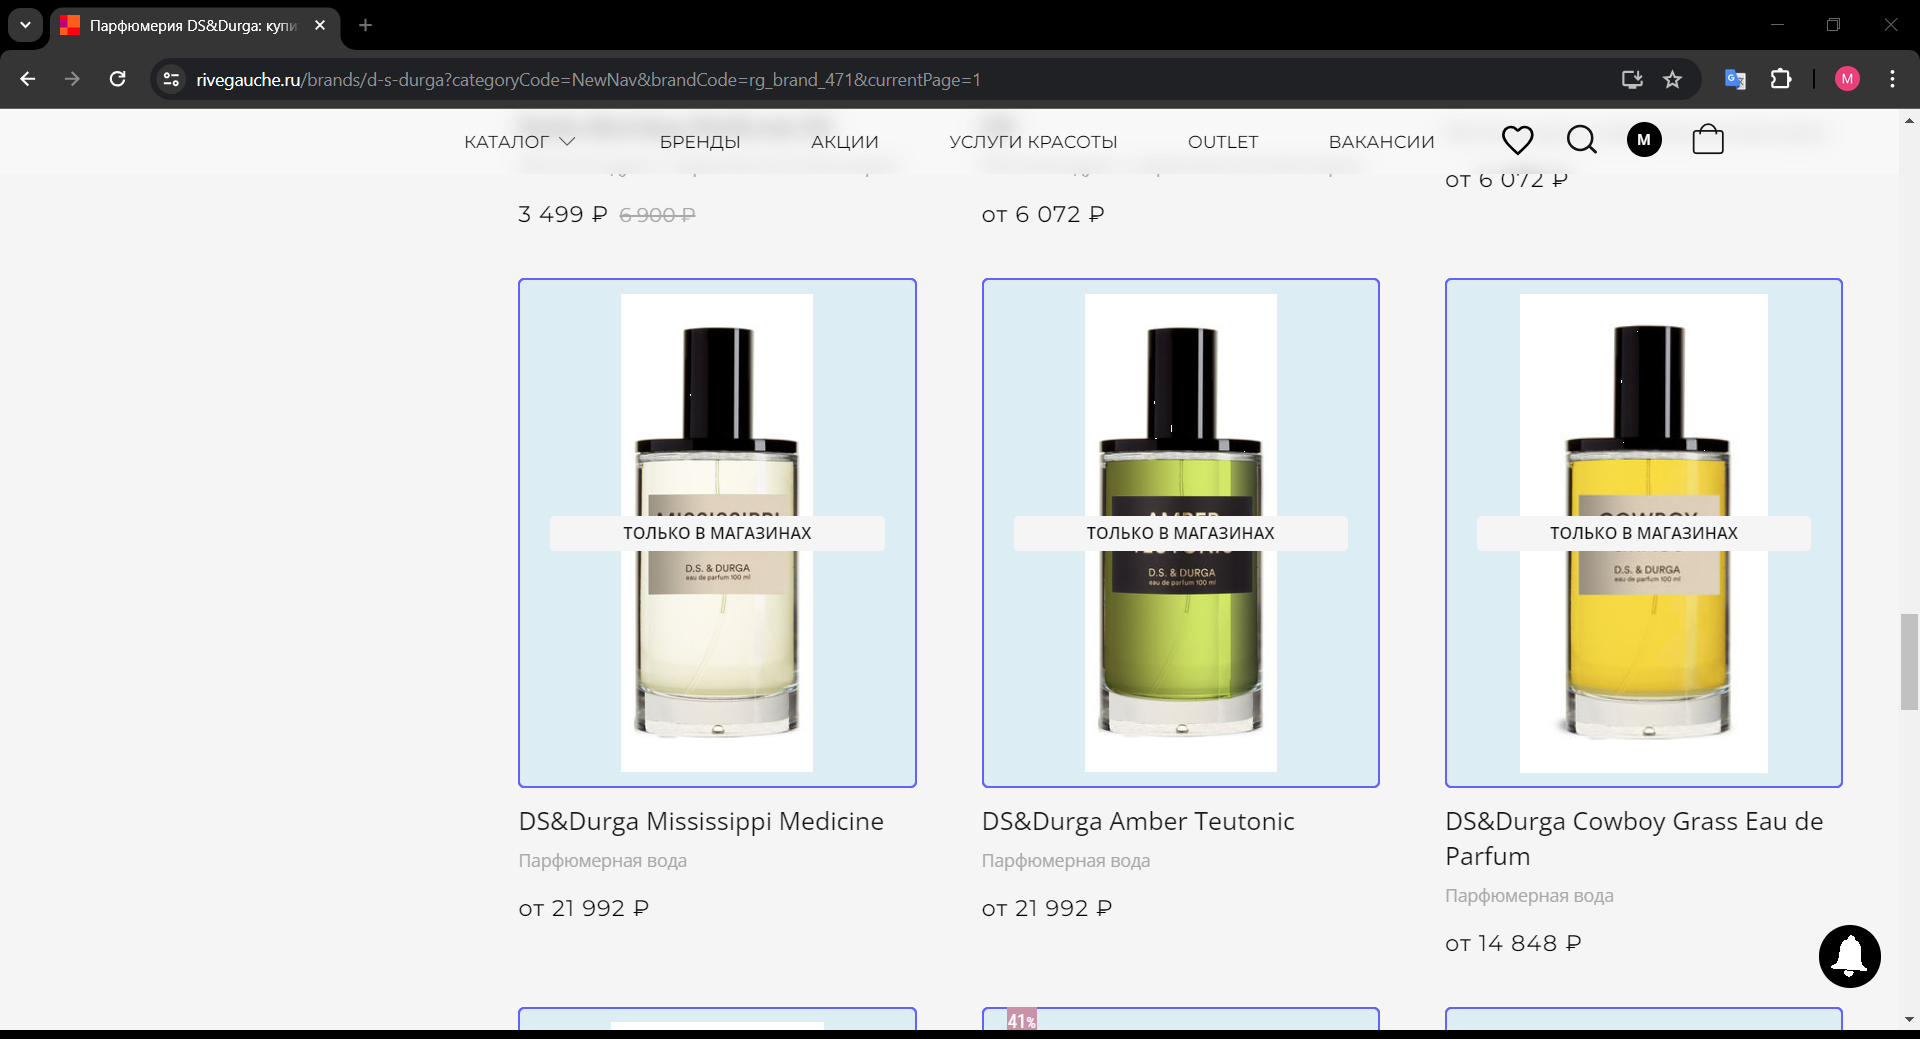 Парфюмерия DS&Durga: купи
rivegauche.ru/brands/d-s-durga?categoryCode=NewNav&brandCode=rg_brand_471&currentPage=1
M
КАТАЛОГ
БРЕНДЫ
АКЦИИ
УСЛУГИ КРАСОТЫ
OUTLET
ВАКАНСИИ
M
3 499 ₽ 6 900 ₽
от 6 072 ₽
от 6 072 ₽
ТОЛЬКО В МАГАЗИНАХ
D.S. & DURGA
eau de parfum 100 ml
DS&Durga Mississippi Medicine
Парфюмерная вода
от 21 992 ₽
ТОЛЬКО В МАГАЗИНАХ
D.S. & DURGA
eau de parfum 100 ml
DS&Durga Amber Teutonic
Парфюмерная вода
от 21 992 ₽
ТОЛЬКО В МАГАЗИНАХ
D.S. & DURGA
eau de parfum 100 ml
DS&Durga Cowboy Grass Eau de
Parfum
Парфюмерная вода
от 14 848 ₽
41%